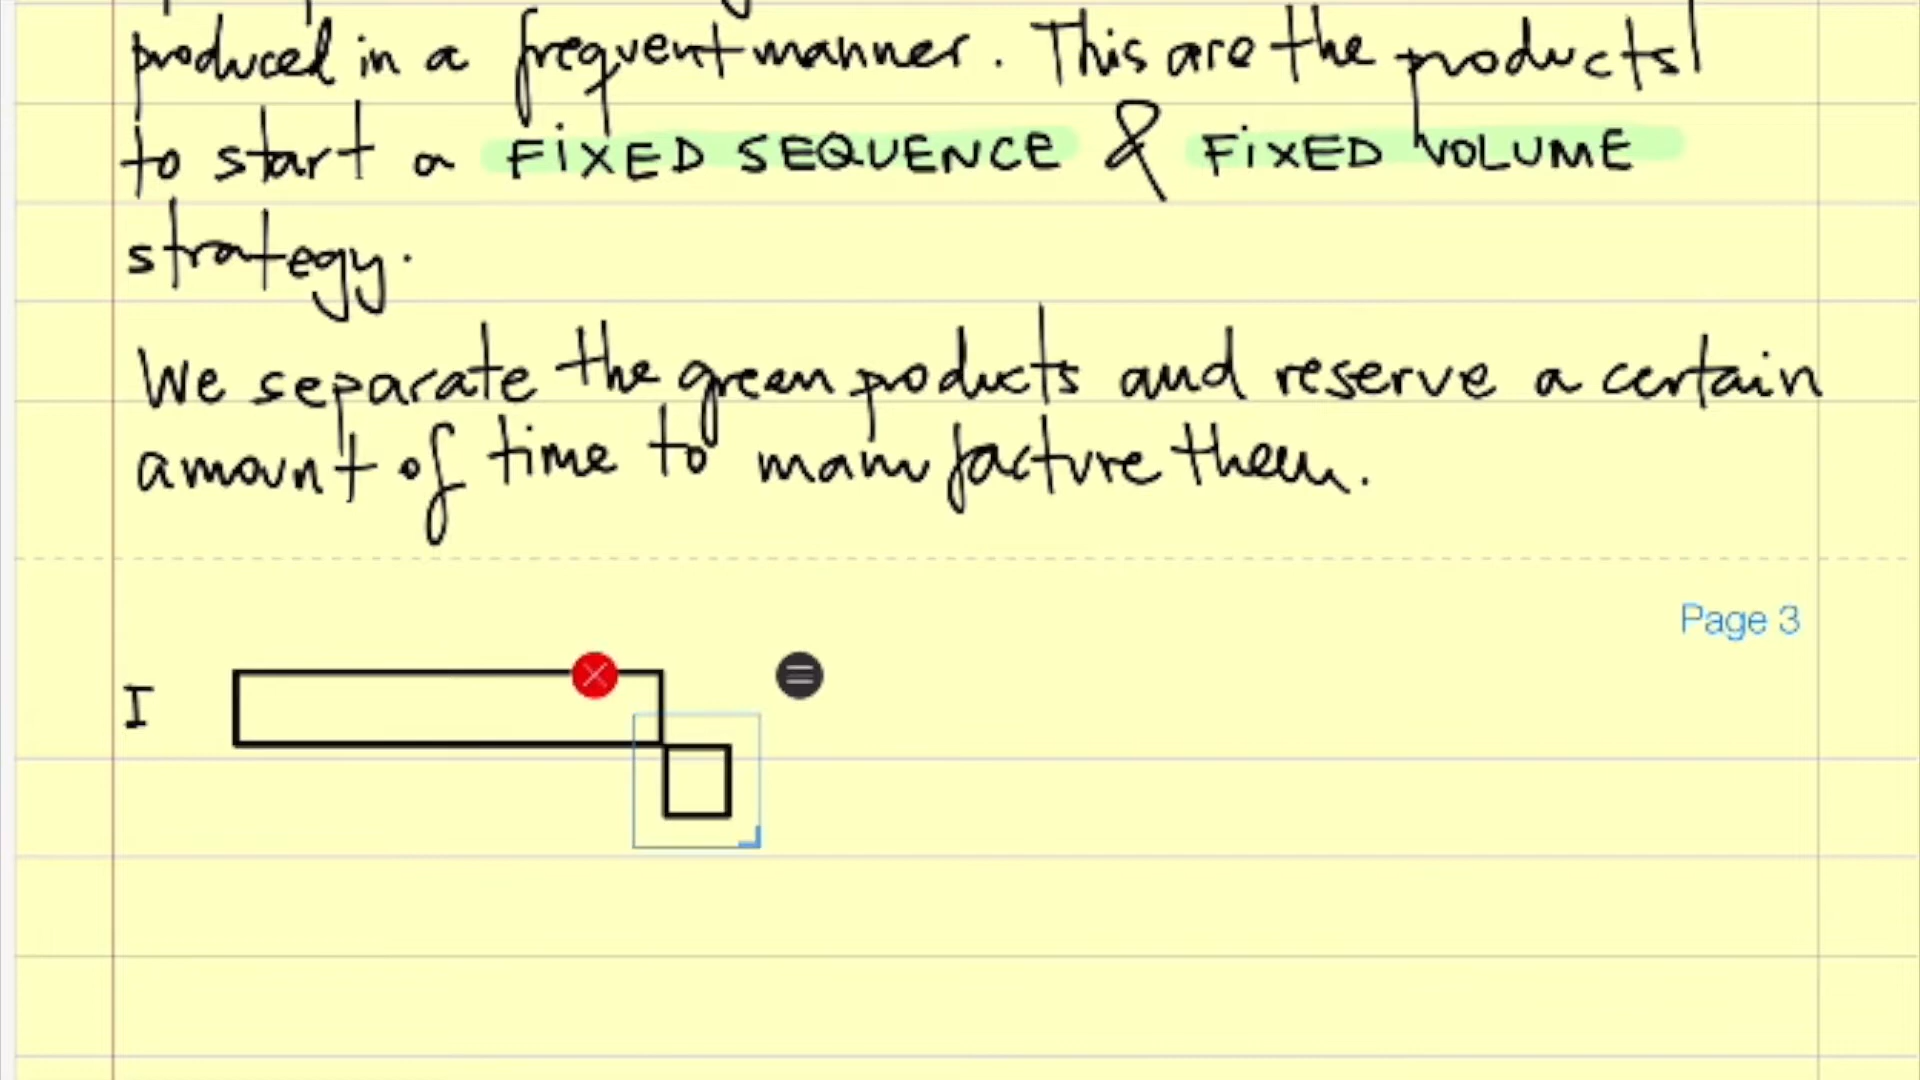 produced in a frequent manner. This are the products
to start a FIXED SEQUENCE & FIXED VOLUME
strategy.
We separate the green products and reserve a certain
amount of time to manufacture them.
Page 3
I